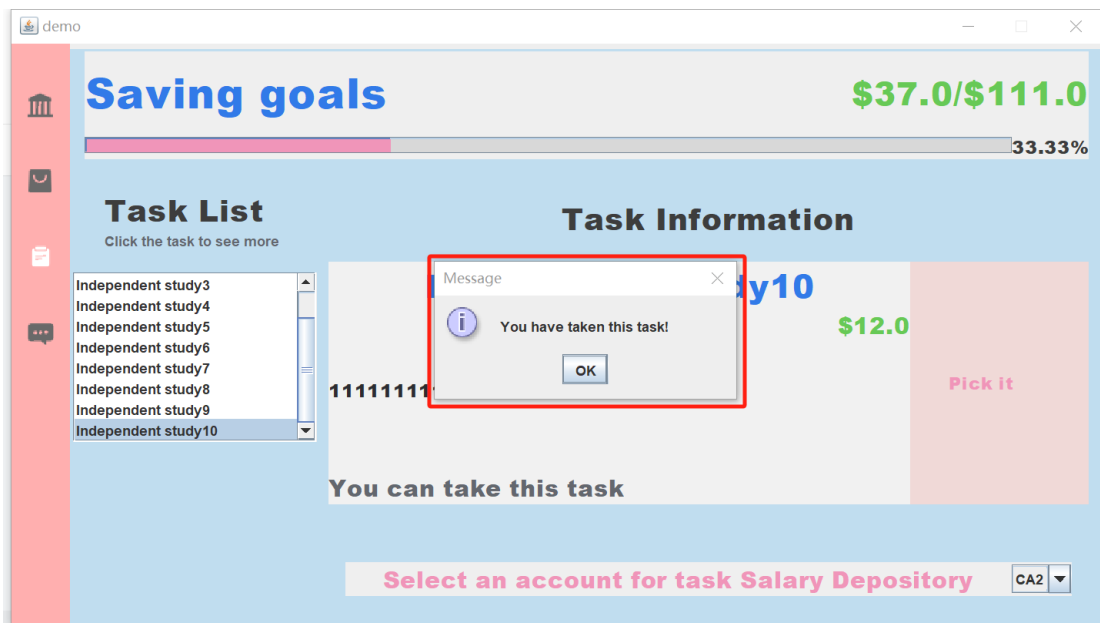 demo
Saving goals
$37.0/$111.0
33.33%
Task List
Click the task to see more
Task Information
Independent study3
Independent study4
Independent study5
Independent study6
Independent study7
Independent study8
Independent study9
Independent study10
Message
You have taken this task!
OK
dy10
$12.0
Pick it
You can take this task
Select an account for task Salary Depository
CA2